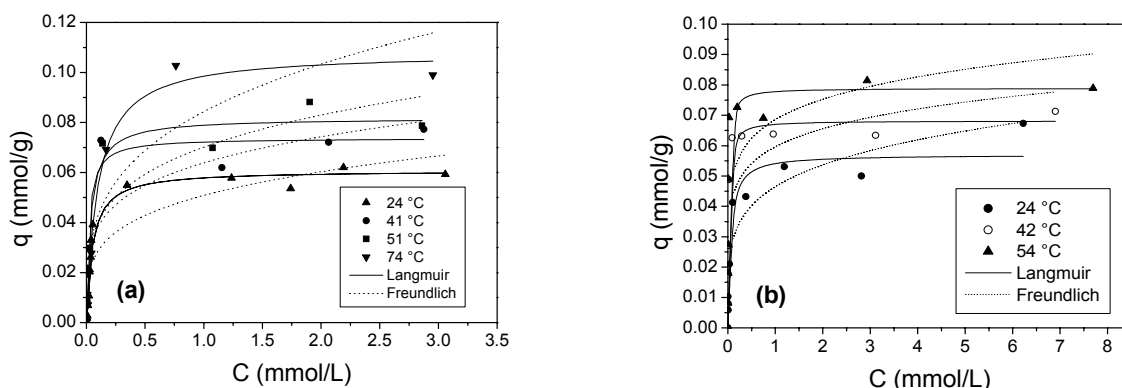 0.12
0.10
0.08
0.06
0.04
0.02
0.00
q (mmol/g)
24 °C
41 °C
51 °C
74 °C
Langmuir
Freundlich
(a)
0.0 0.5 1.0 1.5 2.0 2.5 3.0 3.5
C (mmol/L)
0.10
0.09
0.08
0.07
0.06
0.05
0.04
0.03
0.02
0.01
0.00
q (mmol/g)
24 °C
42 °C
54 °C
Langmuir
Freundlich
(b)
0 1 2 3 4 5 6 7 8
C (mmol/L)